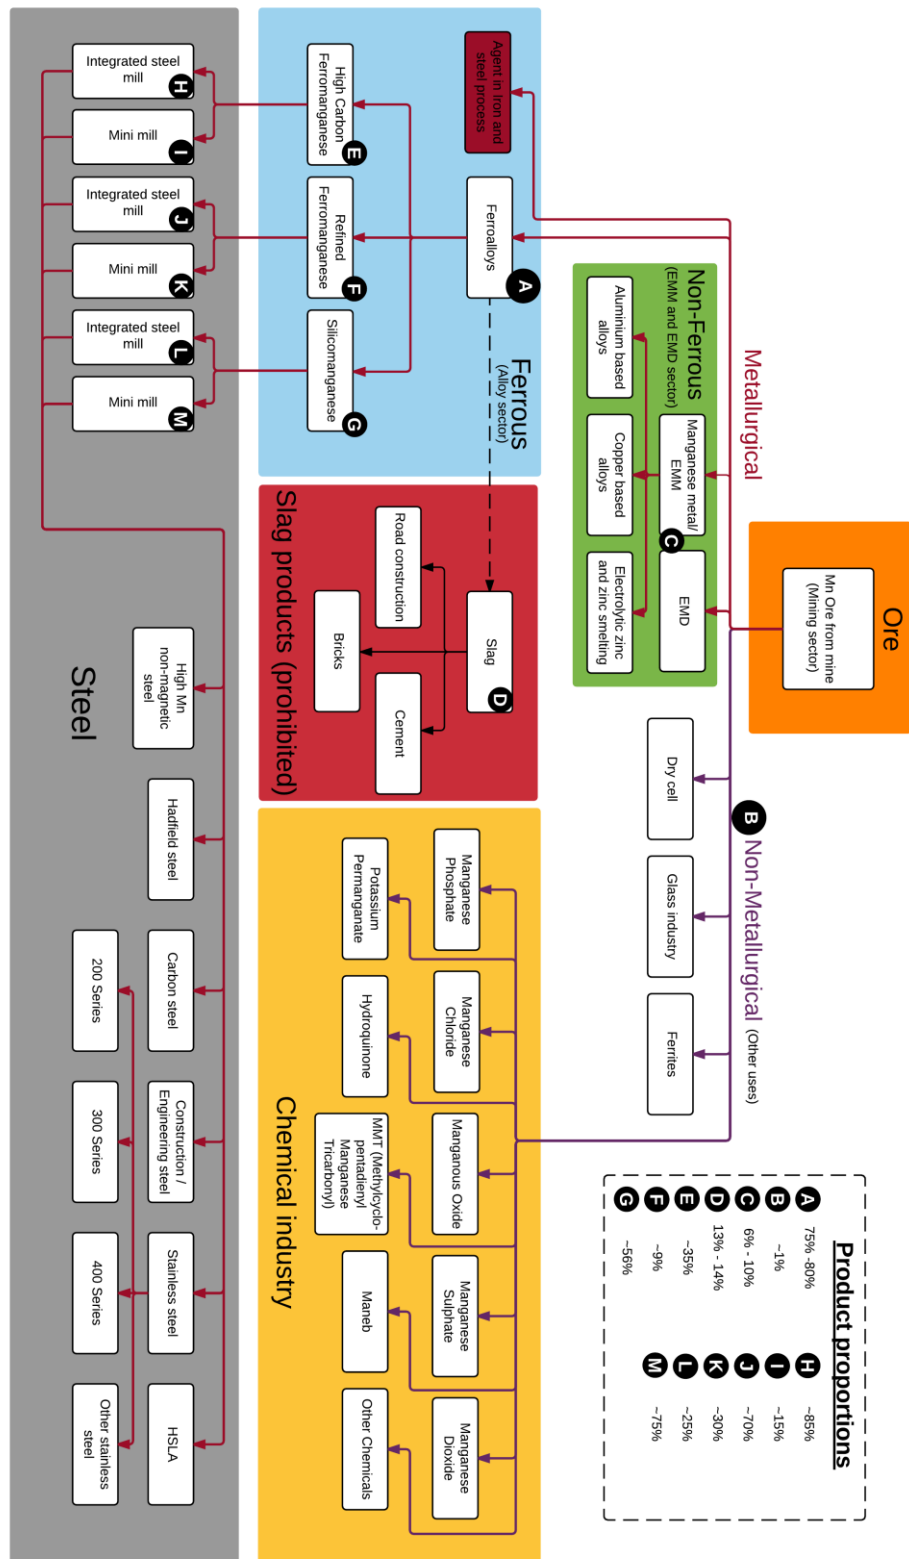 Ore
Mn Ore from mine
(Mining sector)
Metallurgical
B
Non-Metallurgical (Other uses)
Non-Ferrous
(EMM and EMD sector)
Manganese metal/
EMM
C
EMD
Aluminium based
alloys
Copper based
alloys
Electrolytic zinc
and zinc smelting
Dry cell
Glass industry
Ferrites
Product proportions
A 75% -80%
B ~1%
C 6% - 10%
D 13% - 14%
E ~35%
F ~9%
G ~56%
H ~85%
I ~15%
J ~70%
K ~30%
L ~25%
M ~75%
Agent in Iron and
steel process
Ferroalloys
A
Ferrous
(Alloy sector)
High Carbon
Ferromanganese
E
Refined
Ferromanganese
F
Silicomanganese
G
Slag
D
Road construction
Bricks
Cement
Slag products (prohibited)
Manganese
Phosphate
Manganese
Chloride
Manganous Oxide
Manganese
Sulphate
Manganese
Dioxide
Potassium
Permanganate
Hydroquinone
MMT (Methylcyclo-
pentadienyl
Manganese
Tricarbonyl)
Maneb
Other Chemicals
Chemical industry
Integrated steel
mill
H
Mini mill
I
Integrated steel
mill
J
Mini mill
K
Integrated steel
mill
L
Mini mill
M
High Mn
non-magnetic
steel
Hadfield steel
Carbon steel
Construction /
Engineering steel
Stainless steel
HSLA
200 Series
300 Series
400 Series
Other stainless
steel
Steel